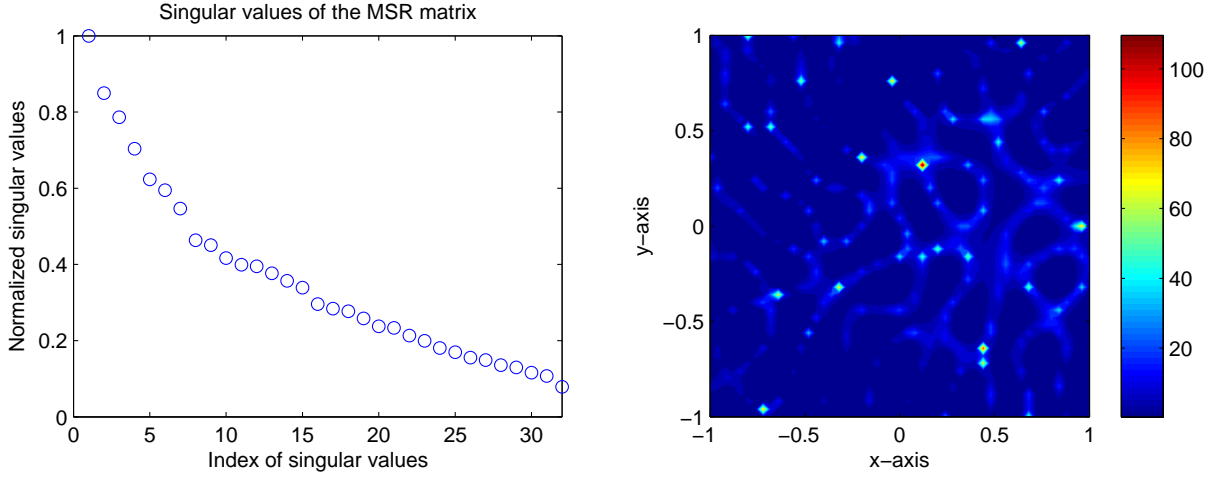 Singular values of the MSR matrix
Normalized singular values
1
0.8
0.6
0.4
0.2
0
0 5 10 15 20 25 30
Index of singular values
y−axis
1
0.5
0
−0.5
−1
−1 −0.5 0 0.5 1
x−axis
100
80
60
40
20